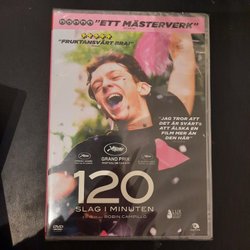 "ETT MÄSTERVERK"
"FRUKTANSVÄRT BRA!"
"JAG TROR ATT
DET ÄR SVÅRT
ATT ÄLSKA EN
FILM MER ÄN
DEN HÄR"
GRAND PRIX
120
SLAG I MINUTEN
ROBIN CAMPILLO
LUX
DVD